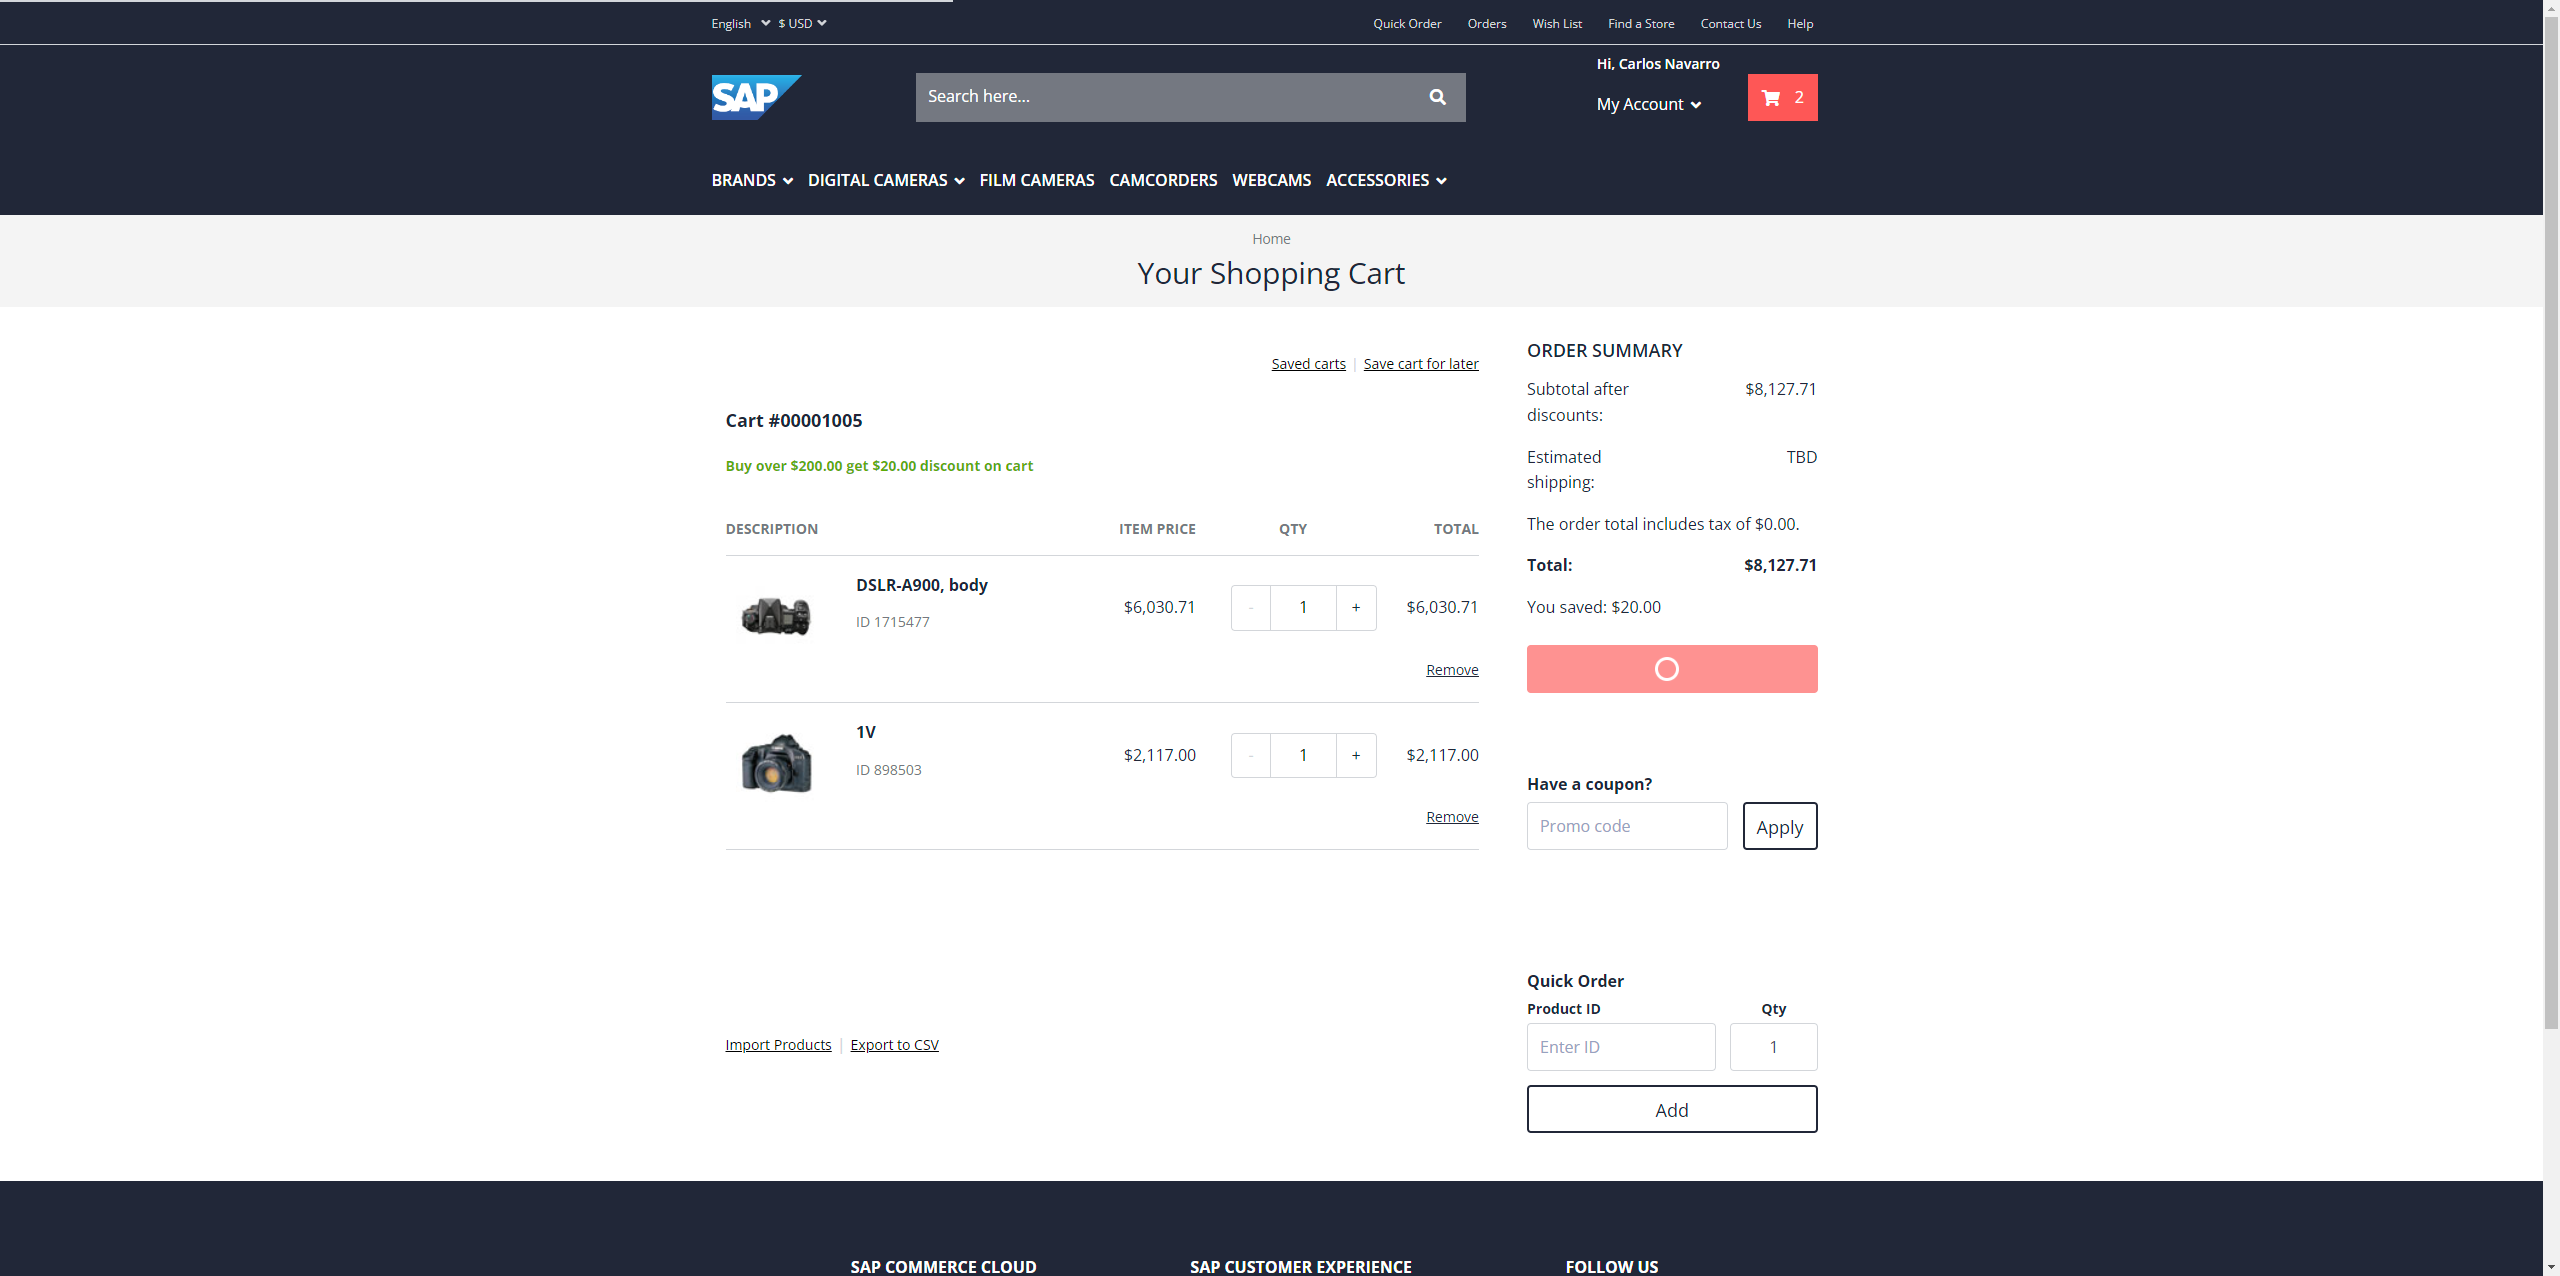 English $ USD Quick Order Orders Wish List Find a Store Contact Us Help
Hi, Carlos Navarro
SAP Search here... My Account 2
BRANDS DIGITAL CAMERAS FILM CAMERAS CAMCORDERS WEBCAMS ACCESSORIES
Home
Your Shopping Cart
Saved carts | Save cart for later
Cart #00001005
Buy over $200.00 get $20.00 discount on cart
DESCRIPTION ITEM PRICE QTY TOTAL
DSLR-A900, body
ID 1715477
$6,030.71 - 1 + $6,030.71
Remove
1V
ID 898503
$2,117.00 - 1 + $2,117.00
Remove
Import Products | Export to CSV
ORDER SUMMARY
Subtotal after $8,127.71
discounts:
Estimated TBD
shipping:
The order total includes tax of $0.00.
Total: $8,127.71
You saved: $20.00
Have a coupon?
Promo code Apply
Quick Order
Product ID Qty
Enter ID 1
Add
SAP COMMERCE CLOUD SAP CUSTOMER EXPERIENCE FOLLOW US